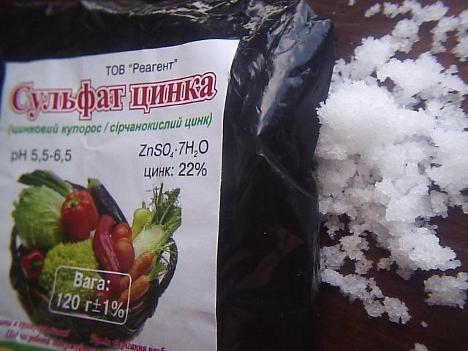 ТОВ "Реагент"
Сульфат цинка
(цинковий купорос / сірчанокислий цинк)
pH 5,5-6,5
ZnSO₄·7H₂O
цинк: 22%
Вага:
120 г±1%